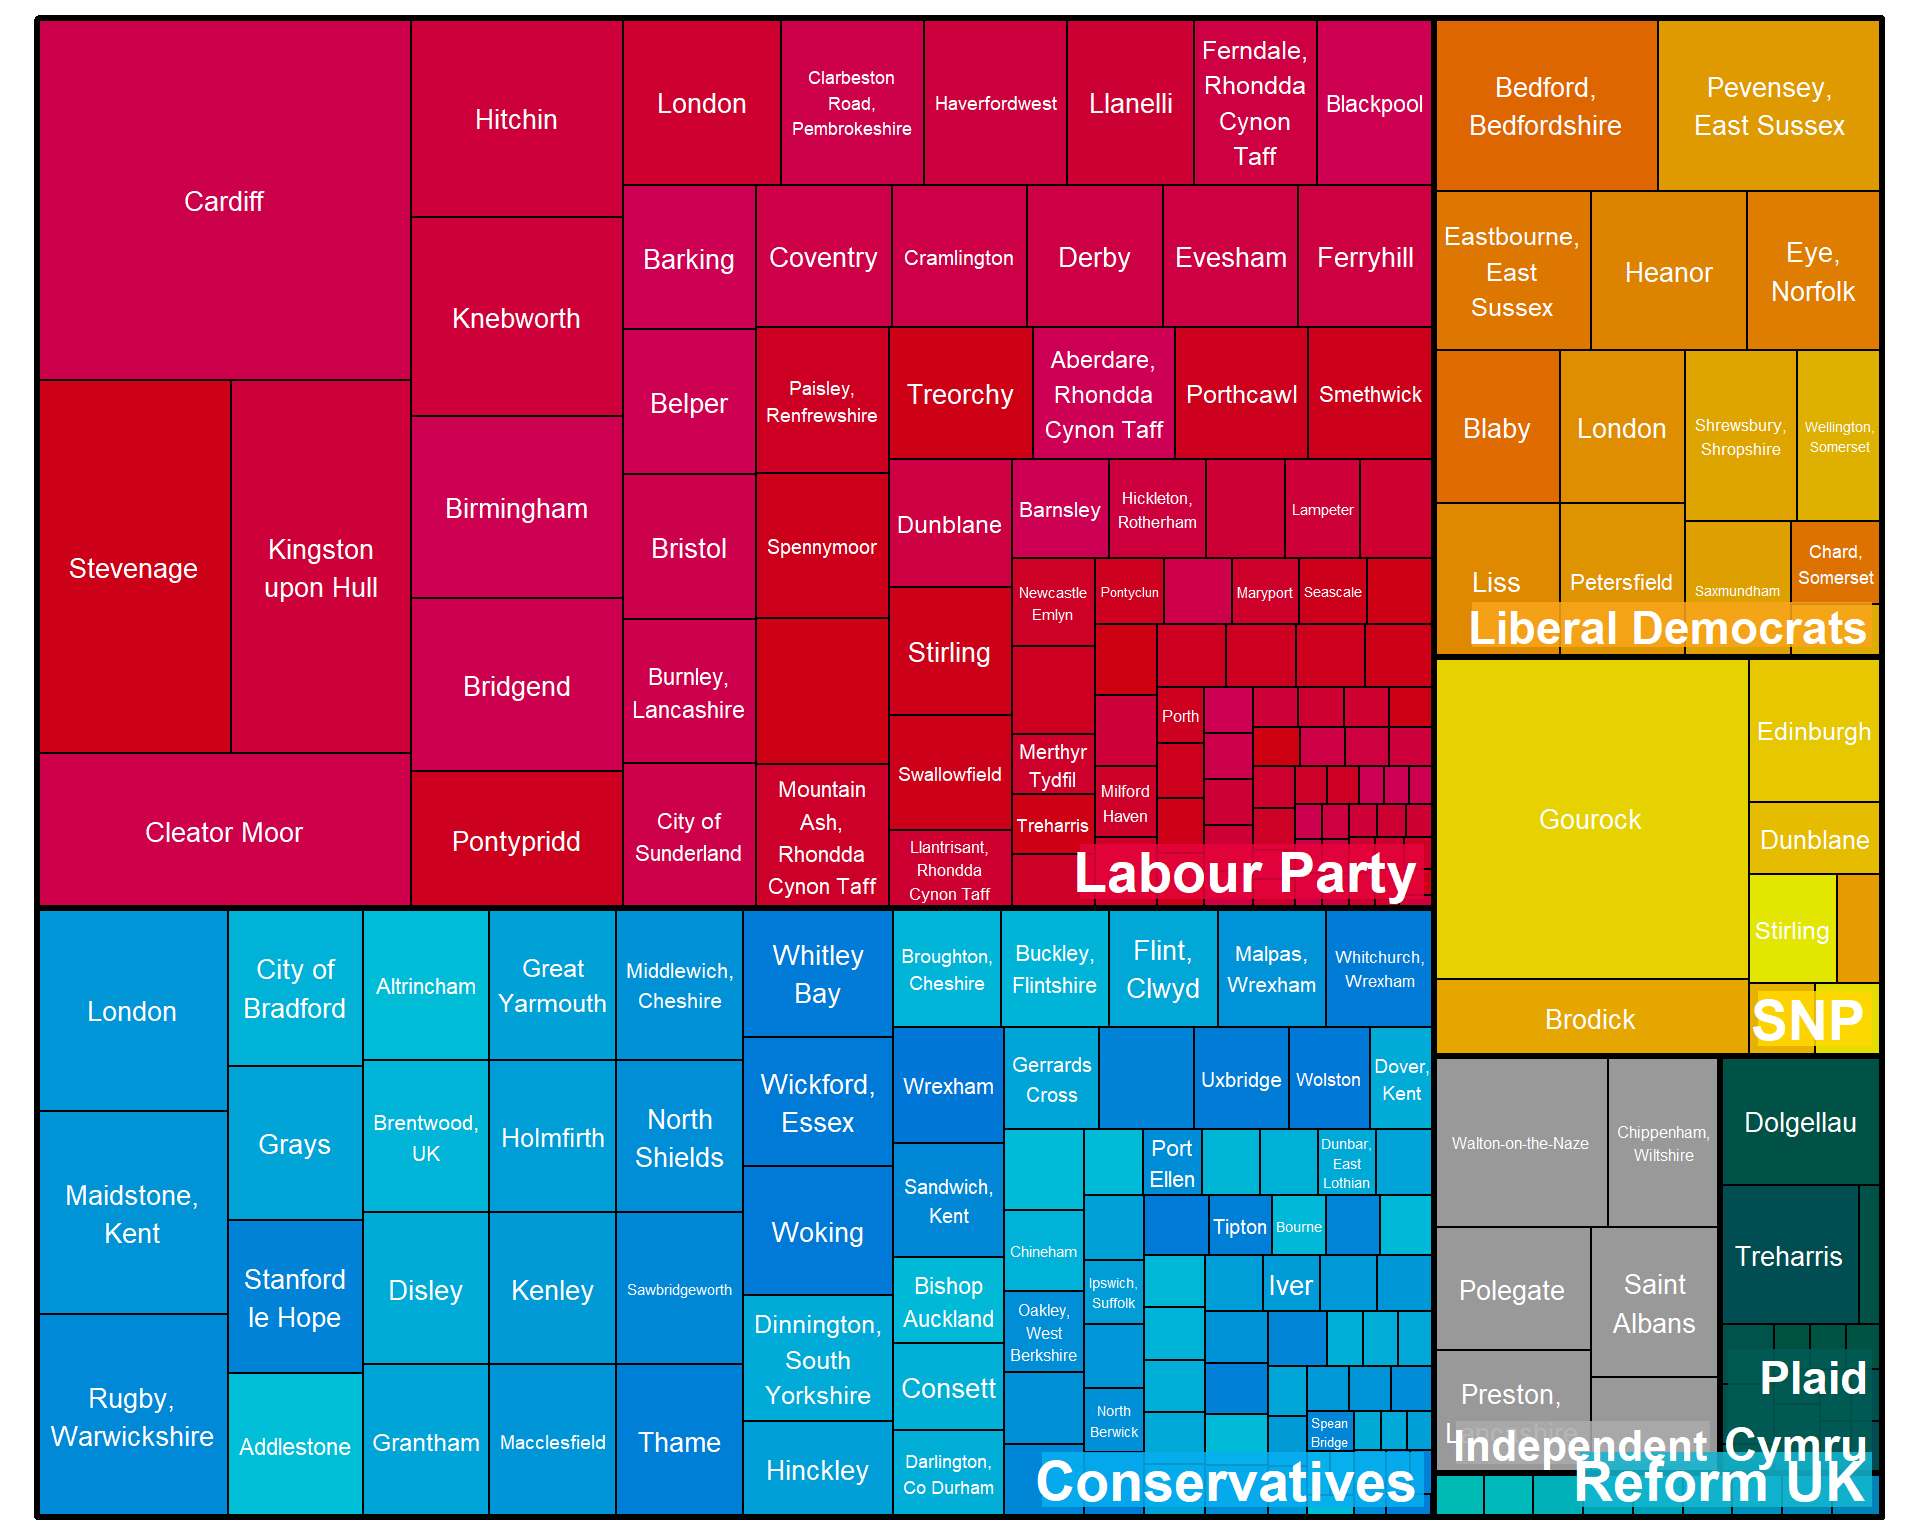 Cardiff
Stevenage
Kingston
upon Hull
Cleator Moor
Hitchin
Knebworth
Birmingham
Bridgend
Pontypridd
London
Clarbeston
Road,
Pembrokeshire
Haverfordwest
Llanelli
Ferndale,
Rhondda
Cynon
Taff
Blackpool
Barking
Belper
Bristol
Burnley,
Lancashire
City of
Sunderland
Coventry
Cramlington
Derby
Evesham
Ferryhill
Paisley,
Renfrewshire
Spennymoor
Mountain
Ash,
Rhondda
Cynon Taff
Treorchy
Aberdare,
Rhondda
Cynon Taff
Porthcawl
Smethwick
Dunblane
Stirling
Swallowfield
Llantrisant,
Rhondda
Cynon Taff
Barnsley
Hickleton,
Rotherham
Lampeter
Newcastle
Emlyn
Merthyr
Tydfil
Treharris
Pontyclun
Maryport
Seascale
Porth
Milford
Haven
Labour Party
London
Maidstone,
Kent
Rugby,
Warwickshire
City of
Bradford
Grays
Stanford
le Hope
Addlestone
Altrincham
Brentwood,
UK
Disley
Grantham
Great
Yarmouth
Holmfirth
Kenley
Macclesfield
Middlewich,
Cheshire
North
Shields
Sawbridgeworth
Thame
Whitley
Bay
Wickford,
Essex
Woking
Dinnington,
South
Yorkshire
Hinckley
Broughton,
Cheshire
Buckley,
Flintshire
Flint,
Clwyd
Malpas,
Wrexham
Whitchurch,
Wrexham
Wrexham
Sandwich,
Kent
Bishop
Auckland
Consett
Darlington,
Co Durham
Gerrards
Cross
Uxbridge
Wolston
Dover,
Kent
Chineham
Oakley,
West
Berkshire
Port
Ellen
Dunbar,
East
Lothian
Tipton
Bourne
Ipswich,
Suffolk
Iver
North
Berwick
Spean
Bridge
Conservatives
Bedford,
Bedfordshire
Pevensey,
East Sussex
Eastbourne,
East
Sussex
Heanor
Eye,
Norfolk
Blaby
London
Shrewsbury,
Shropshire
Wellington,
Somerset
Liss
Petersfield
Saxmundham
Chard,
Somerset
Liberal Democrats
Gourock
Brodick
Edinburgh
Dunblane
Stirling
SNP
Walton-on-the-Naze
Chippenham,
Wiltshire
Polegate
Saint
Albans
Preston,
Lancashire
Independent
Dolgellau
Treharris
Plaid
Cymru
Reform UK